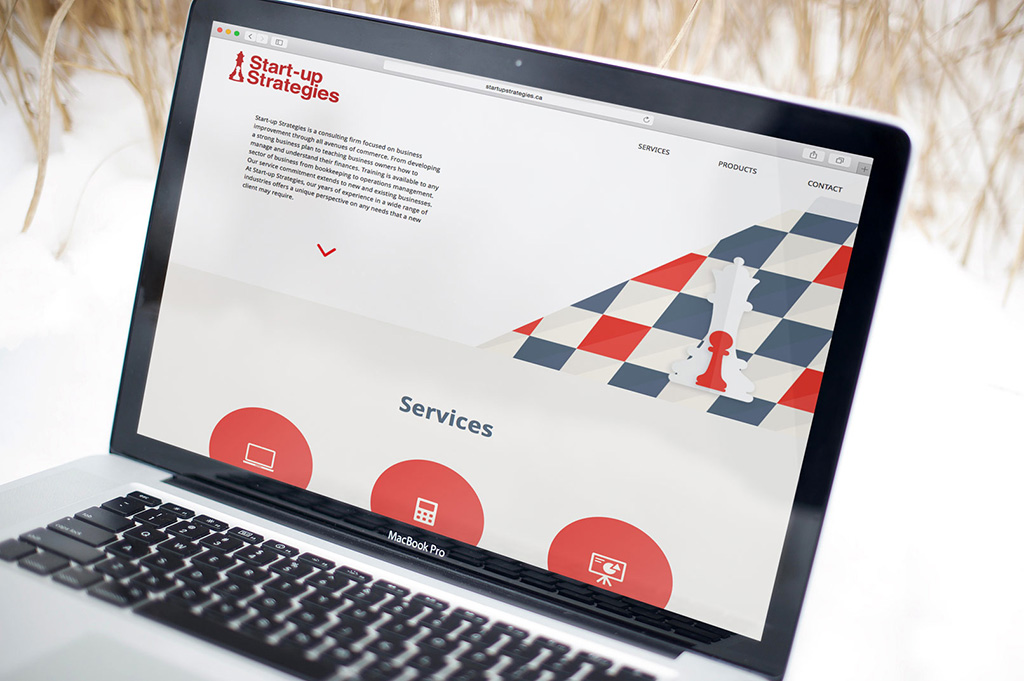 startupstrategies.ca
Start-up
Strategies
SERVICES
PRODUCTS
CONTACT
Start-up Strategies is a consulting firm focused on business
improvement through all avenues of commerce. From developing
a strong business plan to teaching business owners how to
manage and understand their finances. Training is available to any
sector of business from bookkeeping to operations management.
Our service commitment extends to new and existing businesses.
At Start-up Strategies, our years of experience in a wide range of
industries offers a unique perspective on any needs that a new
client may require.
Services
MacBook Pro